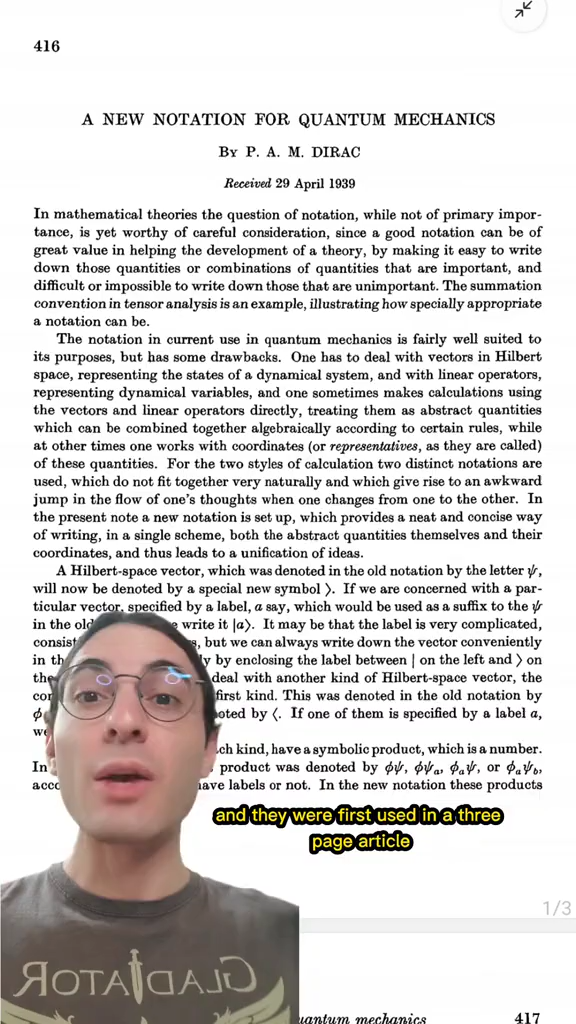 416
A NEW NOTATION FOR QUANTUM MECHANICS
By P. A. M. DIRAC
Received 29 April 1939
In mathematical theories the question of notation, while not of primary impor-
tance, is yet worthy of careful consideration, since a good notation can be of
great value in helping the development of a theory, by making it easy to write
down those quantities or combinations of quantities that are important, and
difficult or impossible to write down those that are unimportant. The summation
convention in tensor analysis is an example, illustrating how specially appropriate
a notation can be.
The notation in current use in quantum mechanics is fairly well suited to
its purposes, but has some drawbacks. One has to deal with vectors in Hilbert
space, representing the states of a dynamical system, and with linear operators,
representing dynamical variables, and one sometimes makes calculations using
the vectors and linear operators directly, treating them as abstract quantities
which can be combined together algebraically according to certain rules, while
at other times one works with coordinates (or representatives, as they are called)
of these quantities. For the two styles of calculation two distinct notations are
used, which do not fit together very naturally and which give rise to an awkward
jump in the flow of one's thoughts when one changes from one to the other. In
the present note a new notation is set up, which provides a neat and concise way
of writing, in a single scheme, both the abstract quantities themselves and their
coordinates, and thus leads to a unification of ideas.
A Hilbert-space vector, which was denoted in the old notation by the letter ψ,
will now be denoted by a special new symbol ⟩. If we are concerned with a par-
ticular vector, specified by a label, a say, which would be used as a suffix to the ψ
in the old write it |a⟩. It may be that the label is very complicated,
but we can always write down the vector conveniently
in by enclosing the label between | on the left and ⟩ on
deal with another kind of Hilbert-space vector, the
first kind. This was denoted in the old notation by
ϕ by ⟨. If one of them is specified by a label a,
kind, have a symbolic product, which is a number.
In product was denoted by ϕψ, ϕψₐ, ϕₐψ, or ϕₐψ_b,
have labels or not. In the new notation these products
and they were first used in a three
page article
1/3
GLADIATOR
quantum mechanics 417